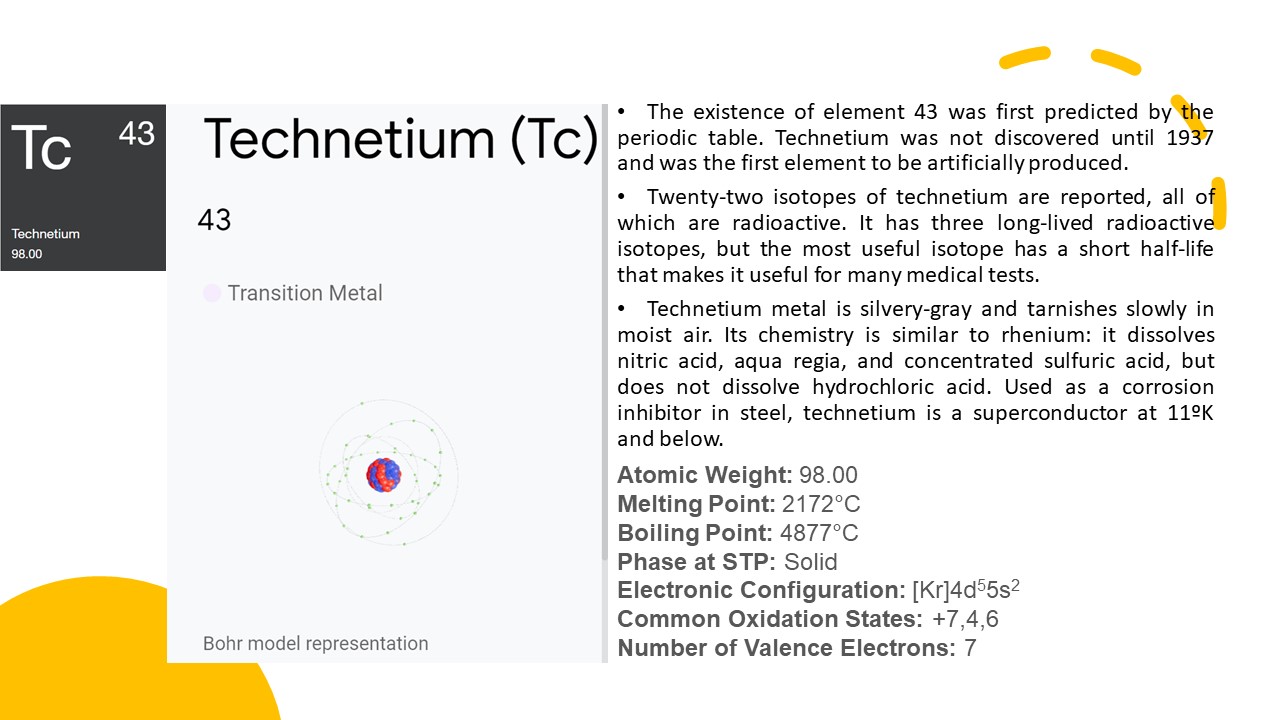 Tc 43
Technetium
98.00
Technetium (Tc)
43
Transition Metal
Bohr model representation
• The existence of element 43 was first predicted by the
periodic table. Technetium was not discovered until 1937
and was the first element to be artificially produced.
• Twenty-two isotopes of technetium are reported, all of
which are radioactive. It has three long-lived radioactive
isotopes, but the most useful isotope has a short half-life
that makes it useful for many medical tests.
• Technetium metal is silvery-gray and tarnishes slowly in
moist air. Its chemistry is similar to rhenium: it dissolves
nitric acid, aqua regia, and concentrated sulfuric acid, but
does not dissolve hydrochloric acid. Used as a corrosion
inhibitor in steel, technetium is a superconductor at 11ºK
and below.
Atomic Weight: 98.00
Melting Point: 2172°C
Boiling Point: 4877°C
Phase at STP: Solid
Electronic Configuration: [Kr]4d⁵5s²
Common Oxidation States: +7,4,6
Number of Valence Electrons: 7